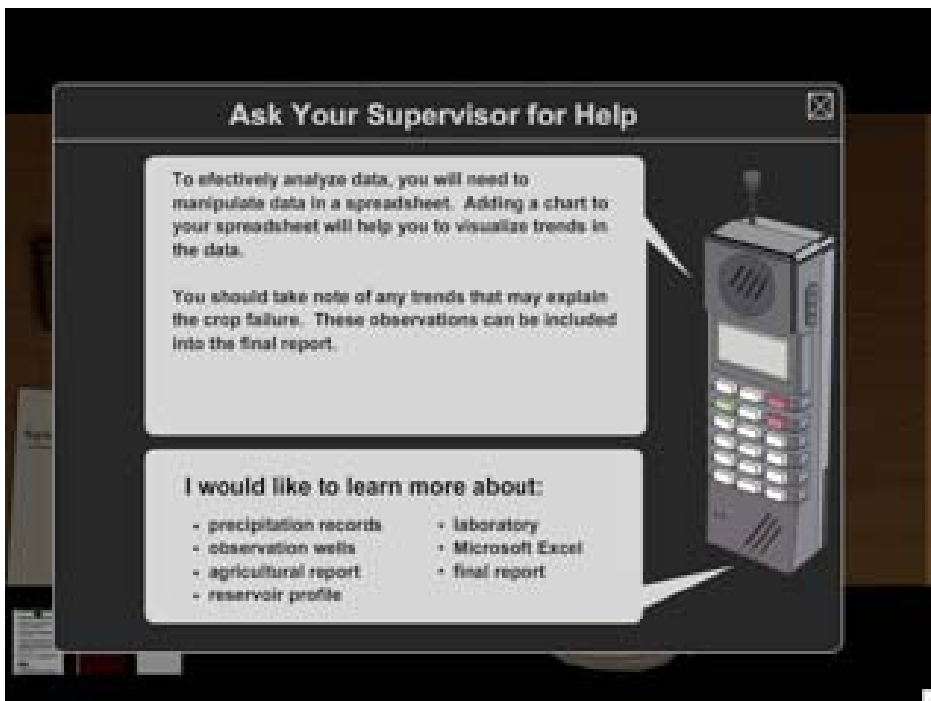 Ask Your Supervisor for Help
To efectively analyze data, you will need to
manipulate data in a spreadsheet. Adding a chart to
your spreadsheet will help you to visualize trends in
the data.
You should take note of any trends that may explain
the crop failure. These observations can be included
into the final report.
I would like to learn more about:
- precipitation records
- observation wells
- agricultural report
- reservoir profile
· laboratory
· Microsoft Excel
· final report